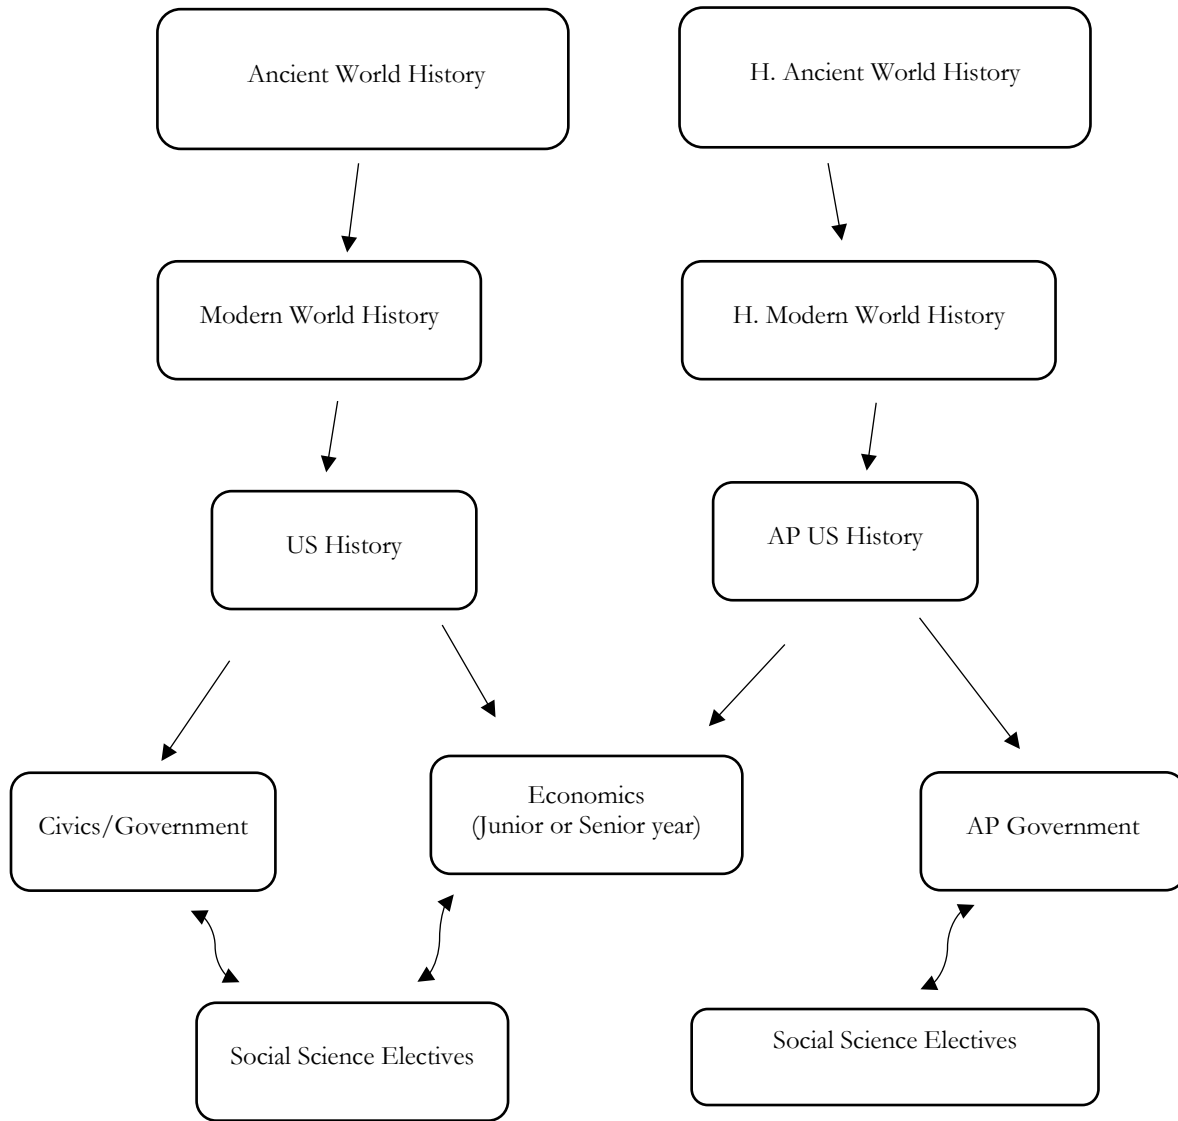 Ancient World History
H. Ancient World History
Modern World History
H. Modern World History
US History
AP US History
Civics/Government
Economics
(Junior or Senior year)
AP Government
Social Science Electives
Social Science Electives